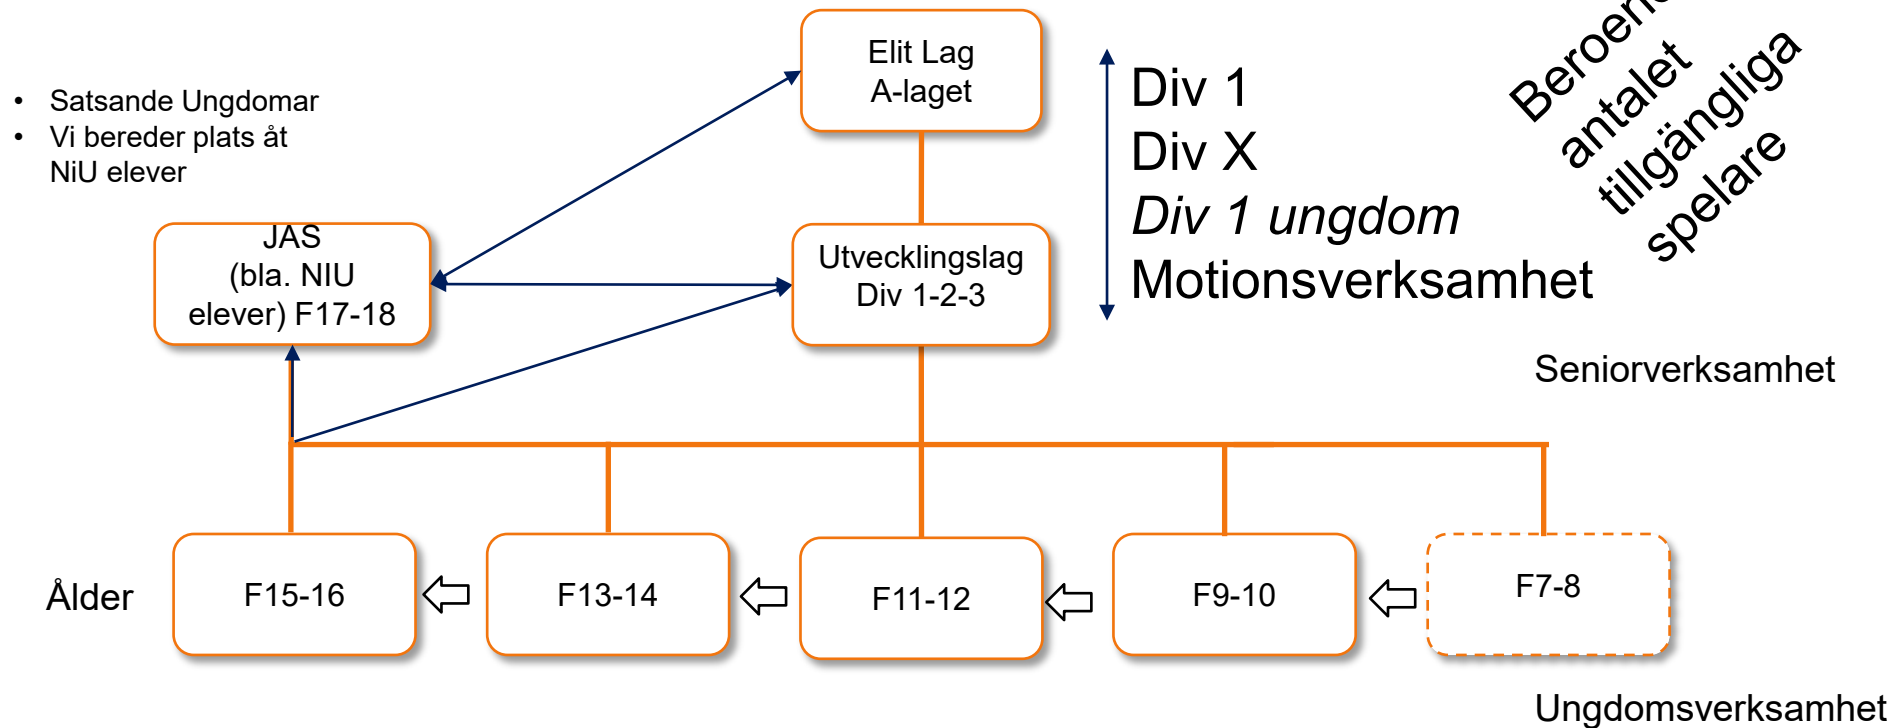 Elit Lag
A-laget
• Satsande Ungdomar
• Vi bereder plats åt
NiU elever
Div 1
Div X
Div 1 ungdom
Motionsverksamhet
antalet
tillgängliga
spelare
JAS
(bla. NIU
elever) F17-18
Utvecklingslag
Div 1-2-3
Seniorverksamhet
Ålder
F15-16
F13-14
F11-12
F9-10
F7-8
Ungdomsverksamhet